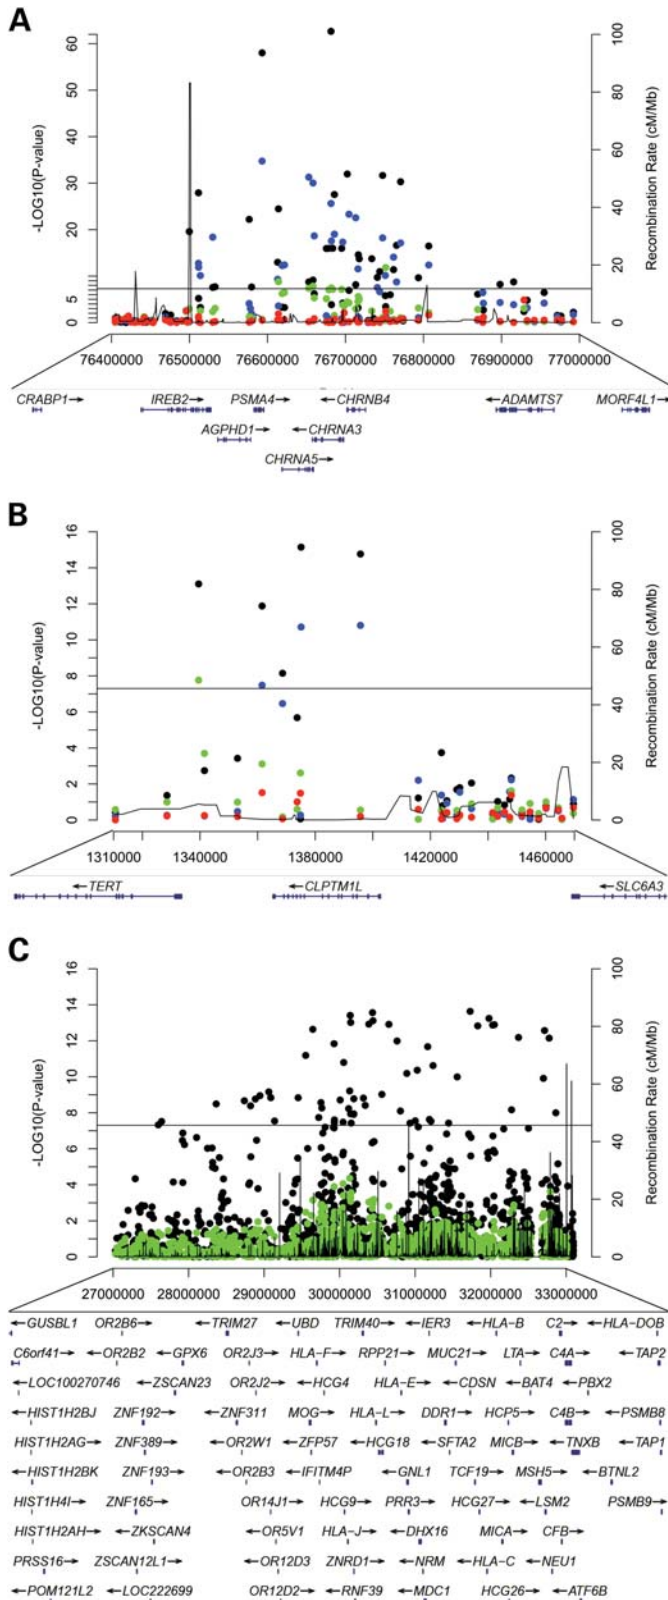 A
-LOG10(P-value)
60
50
40
30
20
5
0
Recombination Rate (cM/Mb)
100
80
60
40
20
0
76400000 76500000 76600000 76700000 76800000 76900000 77000000
CRABP1→ IREB2→ PSMA4→ ←CHRNB4 ←ADAMTS7 MORF4L1→
AGPHD1→ ←CHRNA3
CHRNA5→
B
-LOG10(P-value)
16
14
12
10
8
6
4
2
0
Recombination Rate (cM/Mb)
100
80
60
40
20
0
1310000 1340000 1380000 1420000 1460000
←TERT ←CLPTM1L ←SLC6A3
C
-LOG10(P-value)
16
14
12
10
8
6
4
2
0
Recombination Rate (cM/Mb)
100
80
60
40
20
0
27000000 28000000 29000000 30000000 31000000 32000000 33000000
←GUSBL1 OR2B6→ ←TRIM27 ←UBD TRIM40→ ←IER3 ←HLA-B C2→ ←HLA-DOB
C6orf41→ ←OR2B2 ←GPX6 OR2J3→ HLA-F→ RPP21→ MUC21→ LTA→ C4A→ ←TAP2
←LOC100270746 ←ZSCAN23 OR2J2→ ←HCG4 HLA-E→ ←CDSN ←BAT4 ←PBX2
←HIST1H2BJ ZNF192→ ←ZNF311 MOG→ HLA-L→ DDR1→ HCP5→ C4B→ ←PSMB8
HIST1H2AG→ ZNF389→ ←OR2W1 ←ZFP57 ←HCG18 ←SFTA2 MICB→ ←TNXB ←TAP1
←HIST1H2BK ZNF193→ ←OR2B3 ←IFITM4P ←GNL1 TCF19→ MSH5→ ←BTNL2
HIST1H4I→ ZNF165→ OR14J1→ HCG9→ PRR3→ HCG27→ ←LSM2 PSMB9→
HIST1H2AH→ ←ZKSCAN4 ←OR5V1 HLA-J→ ←DHX16 MICA→ CFB→
PRSS16→ ZSCAN12L1→ ←OR12D3 ZNRD1→ ←NRM ←HLA-C ←NEU1
←POM121L2 ←LOC222699 OR12D2→ ←RNF39 ←MDC1 HCG26→ ←ATF6B